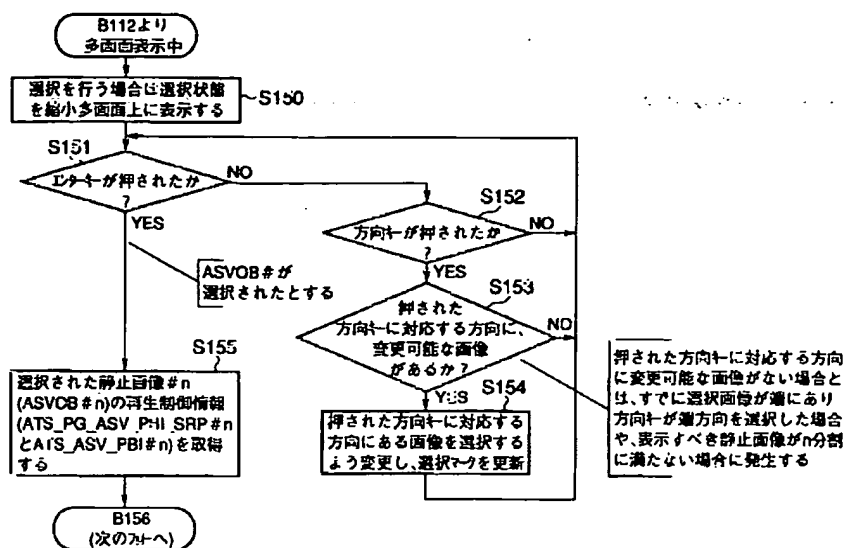 B112より
多画面表示中
選択を行う場合は選択状態
を縮小多画面上に表示する
S150
S151
エンターキーが押されたか
?
NO
YES
S152
方向キーが押されたか
?
NO
YES
ASVOB#が
選択されたとする
S153
押された
方向キーに対応する方向に、
変更可能な画像
があるか?
NO
YES
S154
押された方向キーに対応する
方向にある画像を選択する
よう変更し、選択マークを更新
S155
選択された静止画像#n
(ASVOB#n)の再生制御情報
(ATS_PG_ASV_PHI_SRP#n
とATS_ASV_PBI#n)を取得
する
押された方向キーに対応する方向
に変更可能な画像がない場合と
は、すでに選択画像が端にあり
方向キーが端方向を選択した場合
や、表示すべき静止画像がn分割
に満たない場合に発生する
B156
(次のフローへ)